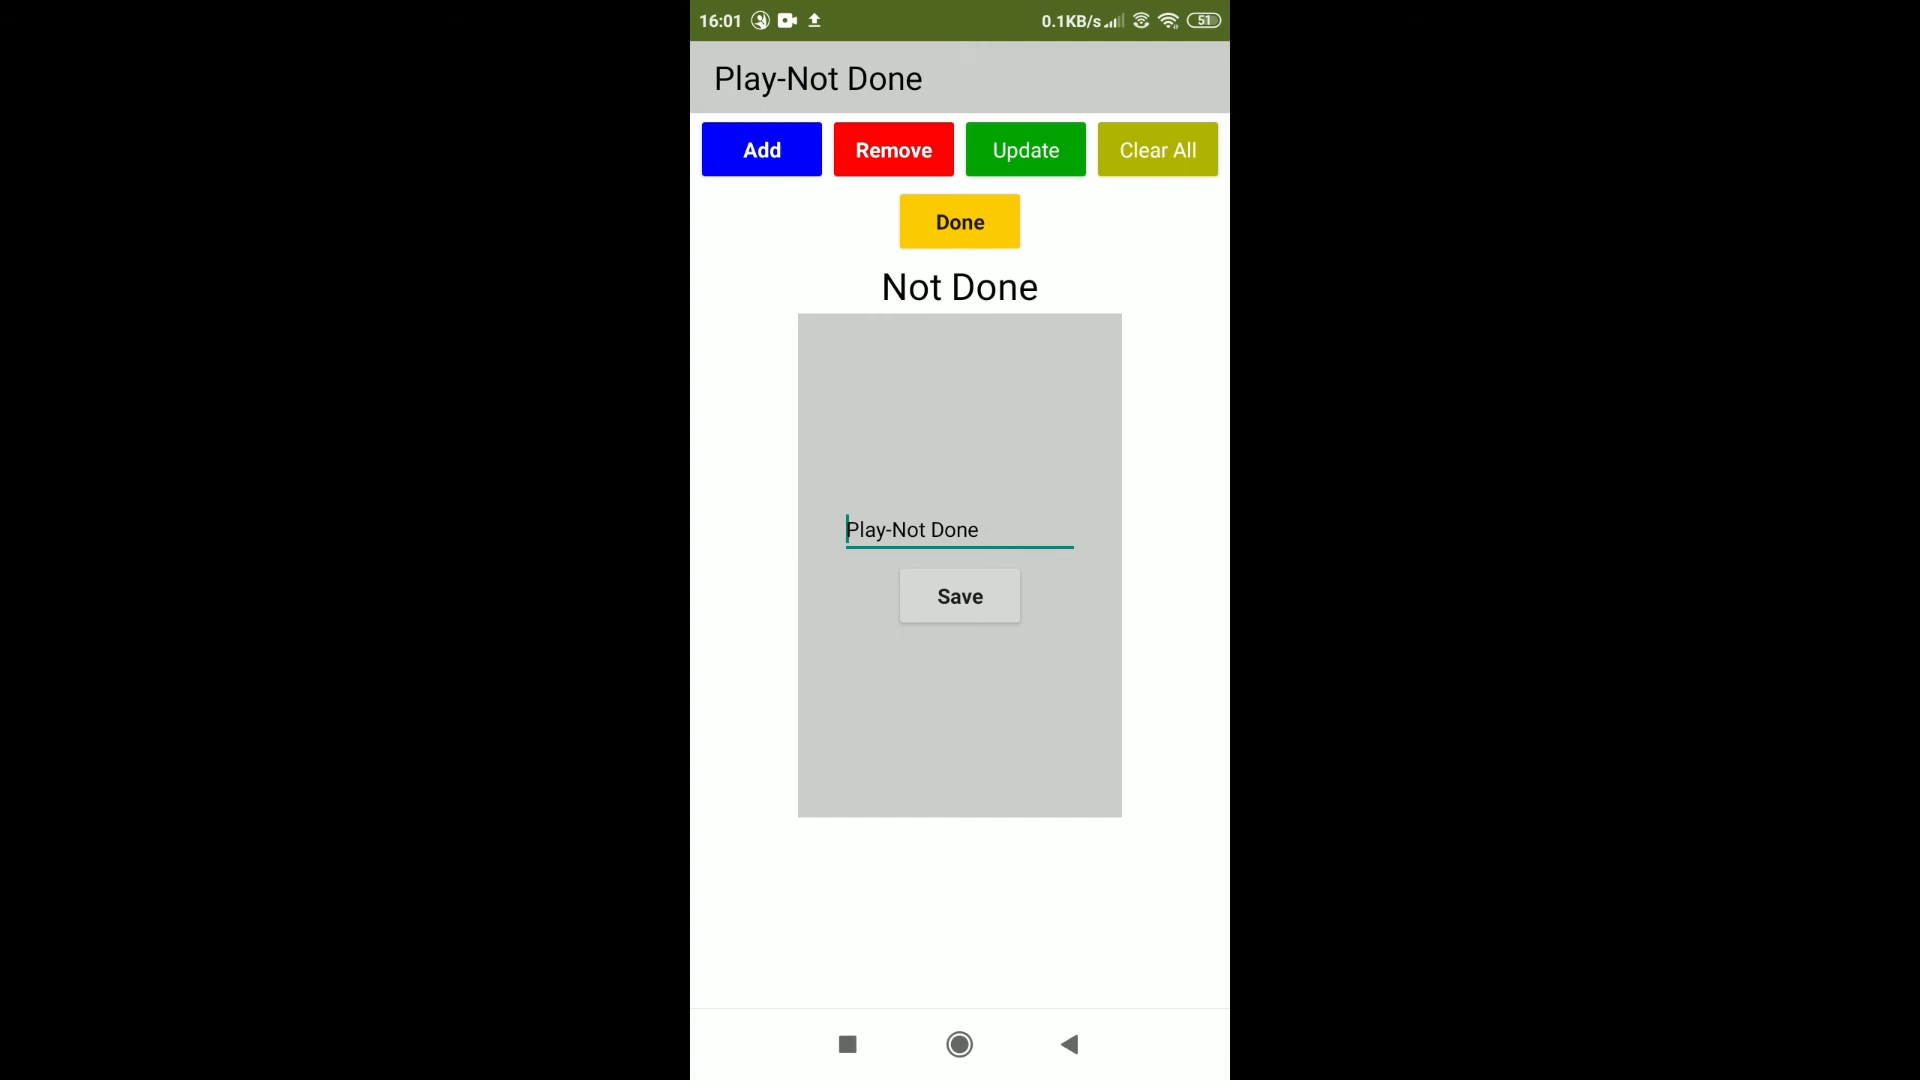 16:01 0.1KB/s 51
Play-Not Done
Add Remove Update Clear All
Done
Not Done
Play-Not Done
Save